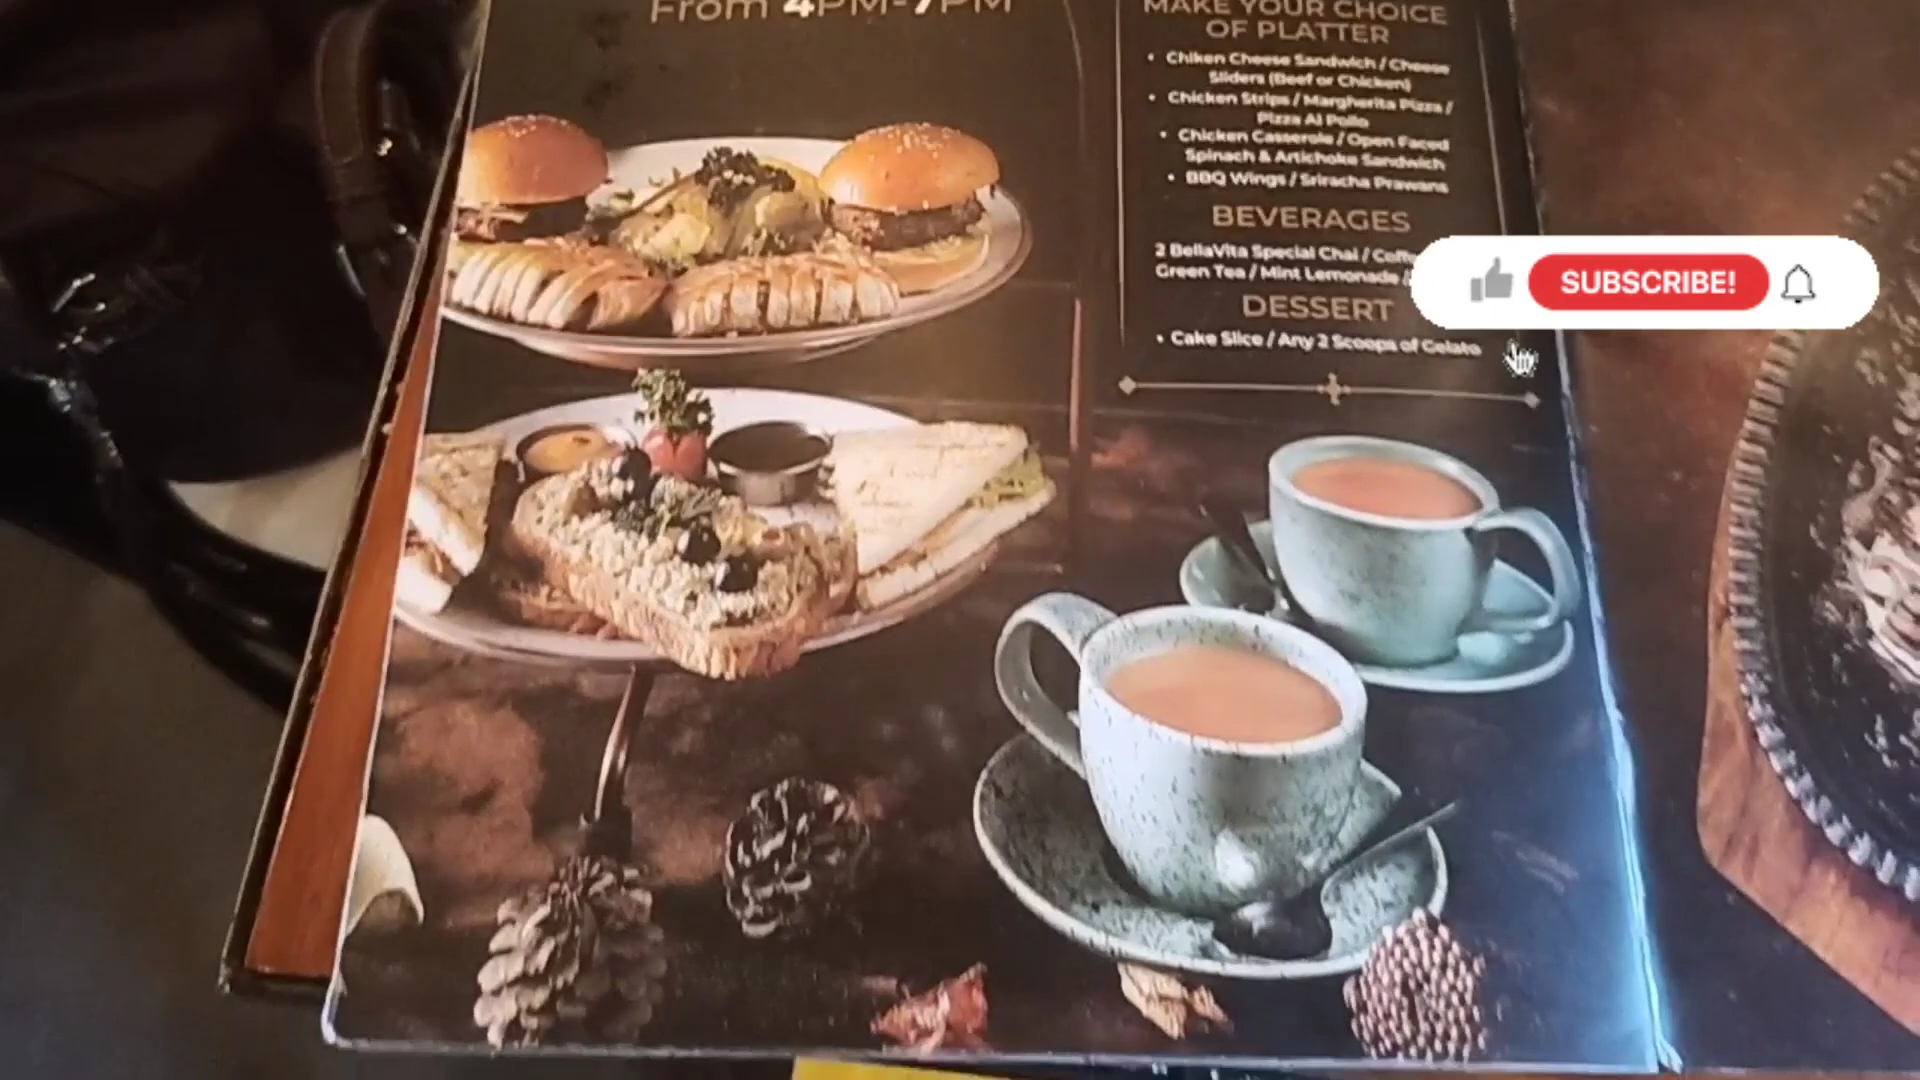 From 4PM-7PM
MAKE YOUR CHOICE
OF PLATTER
• Chiken Cheese Sandwich / Cheese
Sliders (Beef or Chicken)
• Chicken Strips / Margherita Pizza /
Pizza Al Pollo
• Chicken Casserole / Open Faced
Spinach & Artichoke Sandwich
• BBQ Wings / Sriracha Prawans
BEVERAGES
2 BellaVita Special Chai /
Green Tea / Mint Lemonade /
DESSERT
• Cake Slice / Any 2 Scoops of Gelato
SUBSCRIBE!